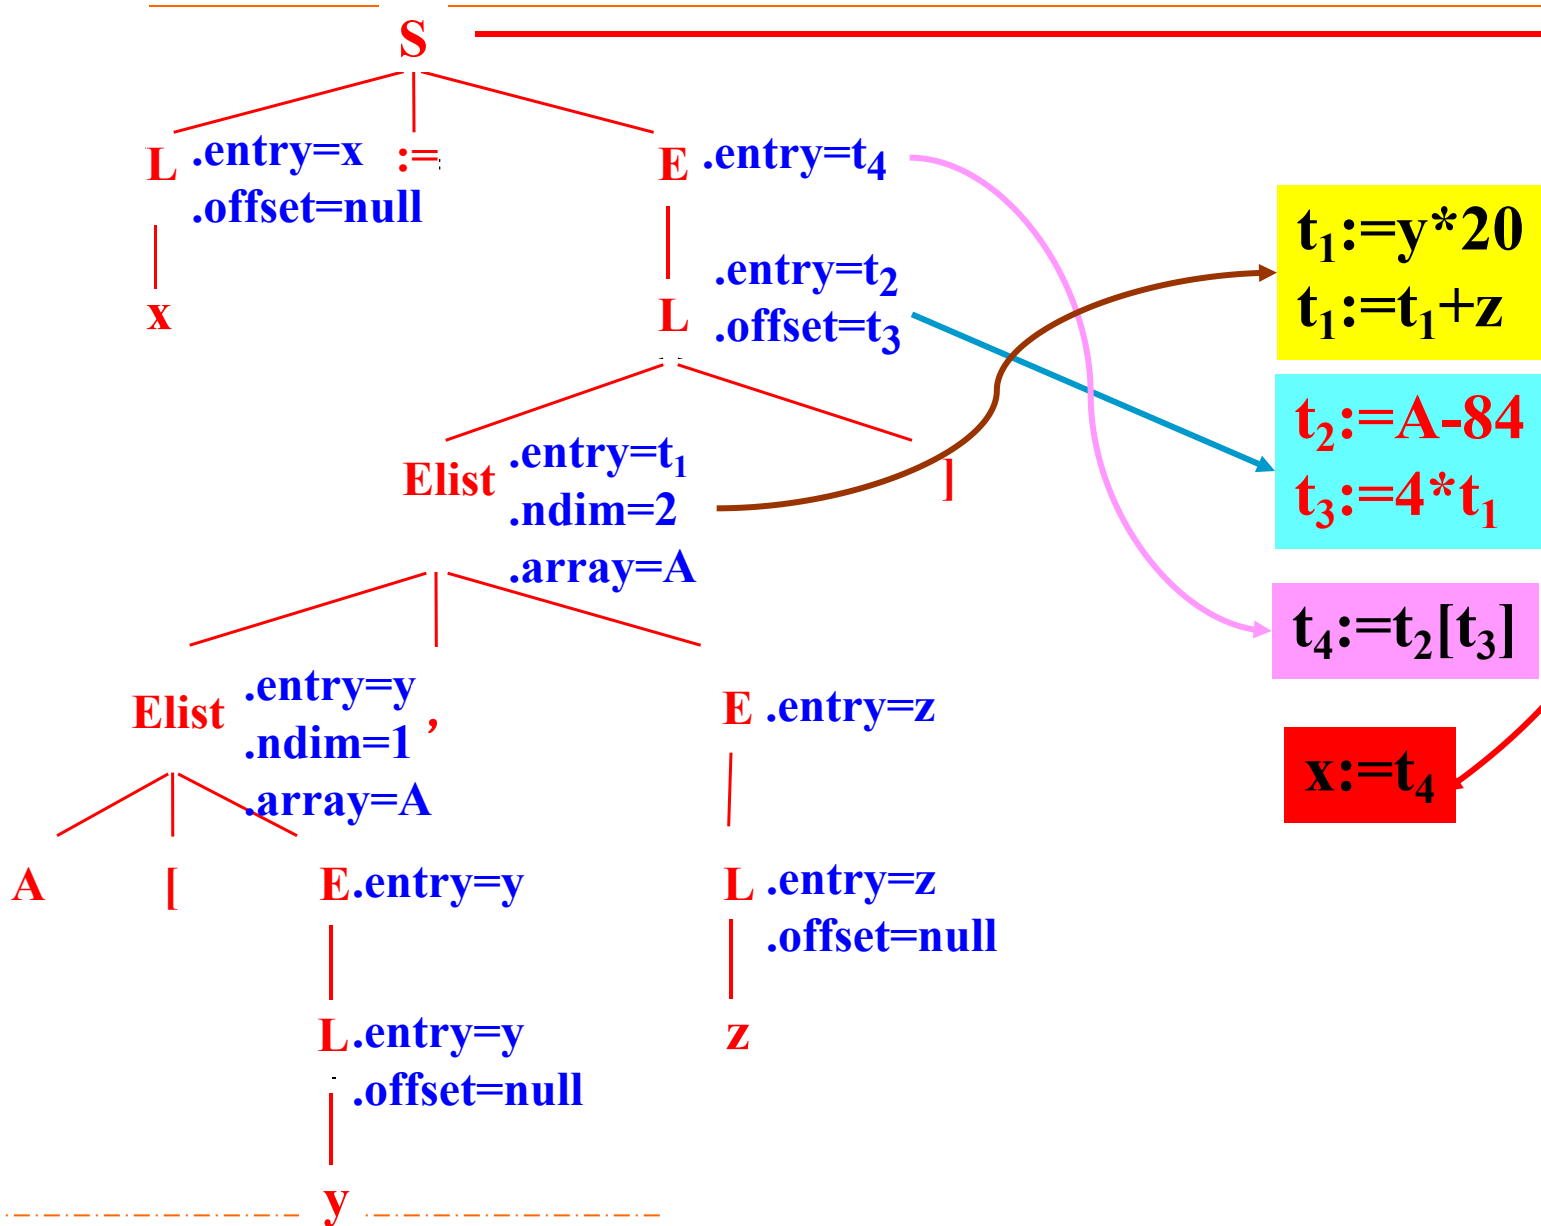 S
L .entry=x := E .entry=t₄
.offset=null
x
L .entry=t₂
.offset=t₃
Elist .entry=t₁ ]
.ndim=2
.array=A
Elist .entry=y , E .entry=z
.ndim=1
.array=A
A [ E.entry=y L .entry=z
.offset=null
L.entry=y z
.offset=null
y
t₁:=y*20
t₁:=t₁+z
t₂:=A-84
t₃:=4*t₁
t₄:=t₂[t₃]
x:=t₄